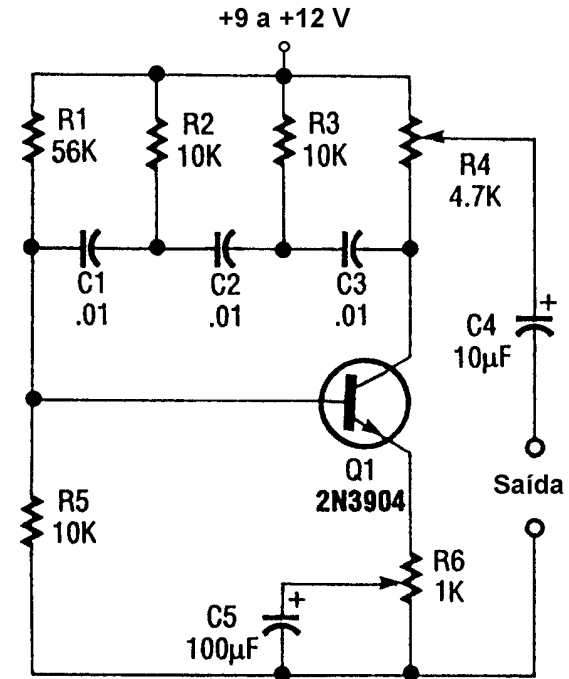 +9 a +12 V
R1
56K
R2
10K
R3
10K
R4
4.7K
C1
.01
C2
.01
C3
.01
C4
10µF
+
Q1
2N3904
Saída
R5
10K
R6
1K
C5
100µF
+